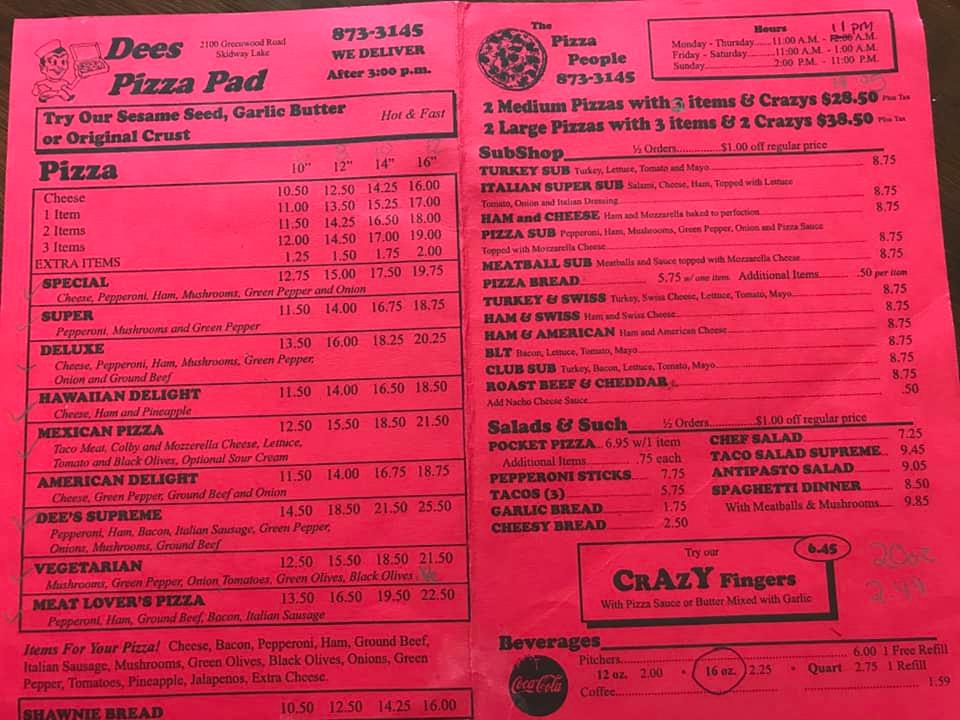 Dees
Pizza Pad
2100 Greenwood Road
Skidway Lake
873-3145
WE DELIVER
After 3:00 p.m.
Try Our Sesame Seed, Garlic Butter
or Original Crust
Hot & Fast
Pizza 10" 12" 14" 16"
Cheese 10.50 12.50 14.25 16.00
1 Item 11.00 13.50 15.25 17.00
2 Items 11.50 14.25 16.50 18.00
3 Items 12.00 14.50 17.00 19.00
EXTRA ITEMS 1.25 1.50 1.75 2.00
SPECIAL 12.75 15.00 17.50 19.75
Cheese, Pepperoni, Ham, Mushrooms, Green Pepper and Onion
SUPER 11.50 14.00 16.75 18.75
Pepperoni, Mushrooms and Green Pepper
DELUXE 13.50 16.00 18.25 20.25
Cheese, Pepperoni, Ham, Mushrooms, Green Pepper,
Onion and Ground Beef
HAWAIIAN DELIGHT 11.50 14.00 16.50 18.50
Cheese, Ham and Pineapple
MEXICAN PIZZA 12.50 15.50 18.50 21.50
Taco Meat, Colby and Mozzerella Cheese, Lettuce,
Tomato and Black Olives, Optional Sour Cream
AMERICAN DELIGHT 11.50 14.00 16.75 18.75
Cheese, Green Pepper, Ground Beef and Onion
DEE'S SUPREME 14.50 18.50 21.50 25.50
Pepperoni, Ham, Bacon, Italian Sausage, Green Pepper,
Onions, Mushrooms, Ground Beef
VEGETARIAN 12.50 15.50 18.50 21.50
Mushrooms, Green Pepper, Onion Tomatoes, Green Olives, Black Olives
MEAT LOVER'S PIZZA 13.50 16.50 19.50 22.50
Pepperoni, Ham, Ground Beef, Bacon, Italian Sausage
Items For Your Pizza! Cheese, Bacon, Pepperoni, Ham, Ground Beef,
Italian Sausage, Mushrooms, Green Olives, Black Olives, Onions, Green
Pepper, Tomatoes, Pineapple, Jalapenos, Extra Cheese.
SHAWNIE BREAD 10.50 12.50 14.25 16.00
The
Pizza
People
873-3145
Hours 11 PM
Monday - Thursday......11:00 A.M. - 12:00 A.M.
Friday - Saturday.........11:00 A.M. - 1:00 A.M.
Sunday.........................2:00 P.M. - 11:00 P.M.
2 Medium Pizzas with 3 items & Crazys $28.50 Plus Tax
2 Large Pizzas with 3 items & 2 Crazys $38.50 Plus Tax
SubShop ½ Orders..............$1.00 off regular price
TURKEY SUB Turkey, Lettuce, Tomato and Mayo 8.75
ITALIAN SUPER SUB Salami, Cheese, Ham, Topped with Lettuce
Tomato, Onion and Italian Dressing 8.75
HAM and CHEESE Ham and Mozzarella baked to perfection 8.75
PIZZA SUB Pepperoni, Ham, Mushrooms, Green Pepper, Onion and Pizza Sauce
Topped with Mozzarella Cheese 8.75
MEATBALL SUB Meatballs and Sauce topped with Mozzarella Cheese 8.75
PIZZA BREAD 5.75 w/ one item. Additional Items .50 per item
TURKEY & SWISS Turkey, Swiss Cheese, Lettuce, Tomato, Mayo 8.75
HAM & SWISS Ham and Swiss Cheese 8.75
HAM & AMERICAN Ham and American Cheese 8.75
BLT Bacon, Lettuce, Tomato, Mayo 8.75
CLUB SUB Turkey, Bacon, Lettuce, Tomato, Mayo 8.75
ROAST BEEF & CHEDDAR 8.75
Add Nacho Cheese Sauce .50
Salads & Such ½ Orders..............$1.00 off regular price
POCKET PIZZA... 6.95 w/1 item
Additional Items .75 each
PEPPERONI STICKS 7.75
TACOS (3) 5.75
GARLIC BREAD 1.75
CHEESY BREAD 2.50
CHEF SALAD 7.25
TACO SALAD SUPREME 9.45
ANTIPASTO SALAD 9.05
SPAGHETTI DINNER 8.50
With Meatballs & Mushrooms 9.85
Try our 6.45
CRAZY Fingers
With Pizza Sauce or Butter Mixed with Garlic
20oz
2.49
Beverages
Coca-Cola
Pitchers 6.00 1 Free Refill
12 oz. 2.00 • 16 oz. 2.25 • Quart 2.75 1 Refill
Coffee 1.59